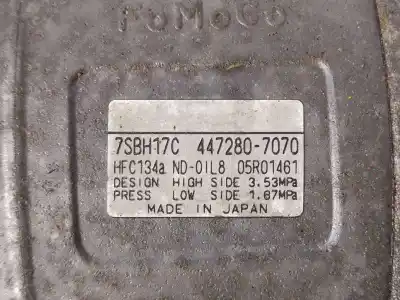 FoMoCo
7SBH17C 447280-7070
HFC134a ND-OIL8 05R01461
DESIGN HIGH SIDE 3.53MPa
PRESS LOW SIDE 1.67MPa
MADE IN JAPAN